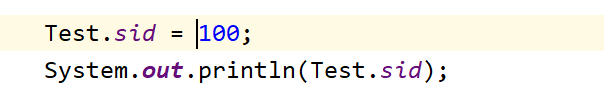 Test.sid = 100;
System.out.println(Test.sid);